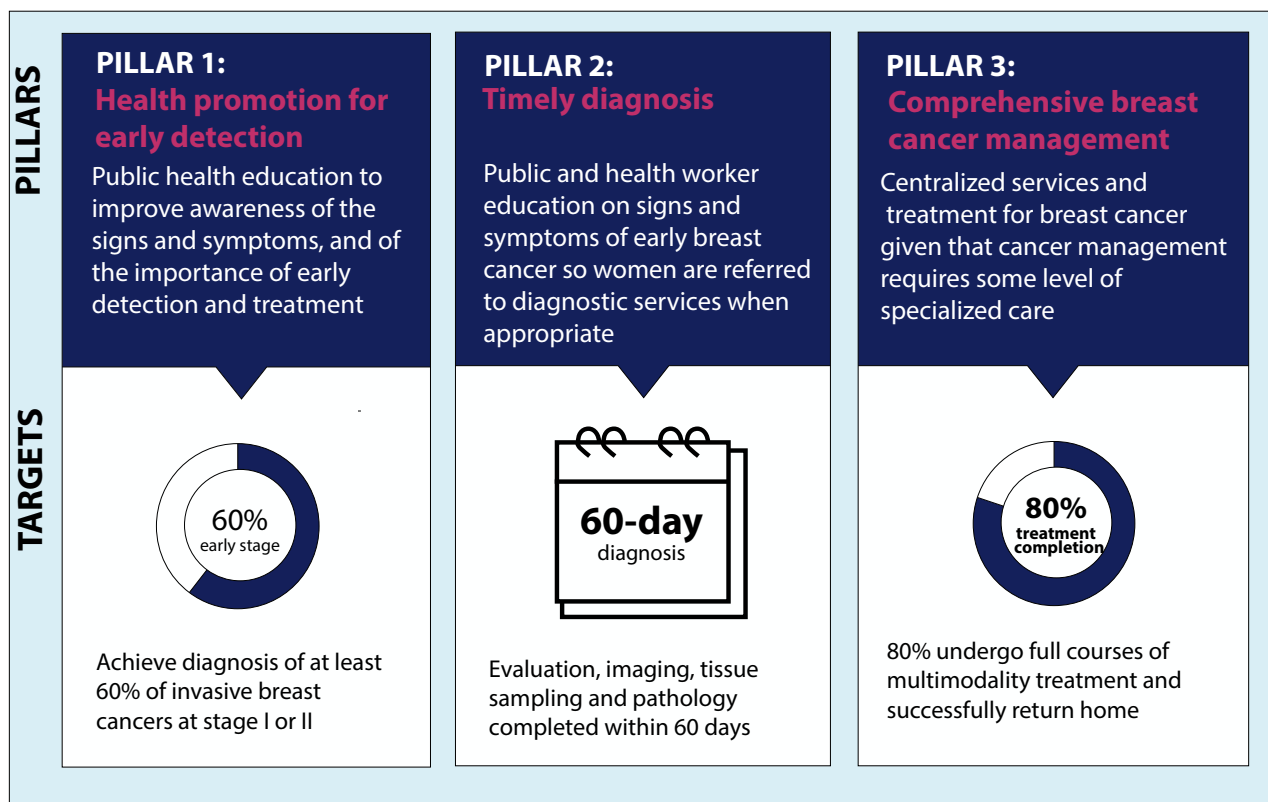 PILLARS
PILLAR 1:
Health promotion for
early detection
Public health education to
improve awareness of the
signs and symptoms, and of
the importance of early
detection and treatment
PILLAR 2:
Timely diagnosis
Public and health worker
education on signs and
symptoms of early breast
cancer so women are referred
to diagnostic services when
appropriate
PILLAR 3:
Comprehensive breast
cancer management
Centralized services and
treatment for breast cancer
given that cancer management
requires some level of
specialized care
TARGETS
60%
early stage
Achieve diagnosis of at least
60% of invasive breast
cancers at stage I or II
60-day
diagnosis
Evaluation, imaging, tissue
sampling and pathology
completed within 60 days
80%
treatment
completion
80% undergo full courses of
multimodality treatment and
successfully return home